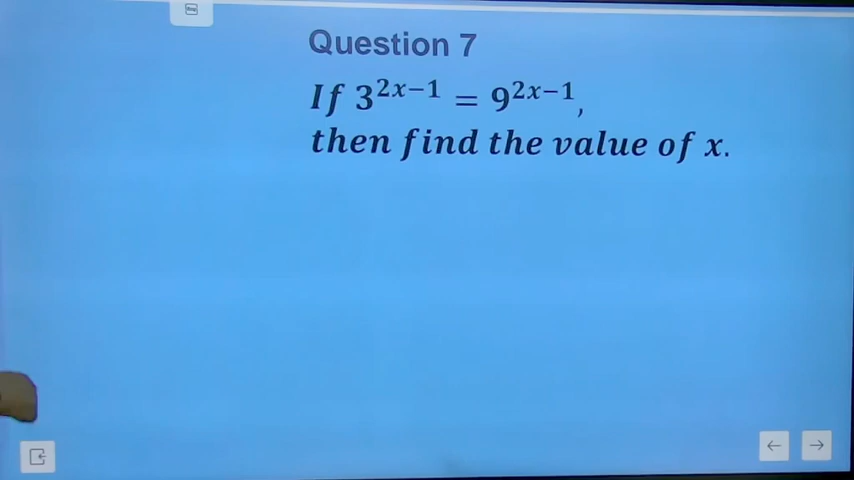 Question 7
If 3^{2x-1} = 9^{2x-1},
then find the value of x.